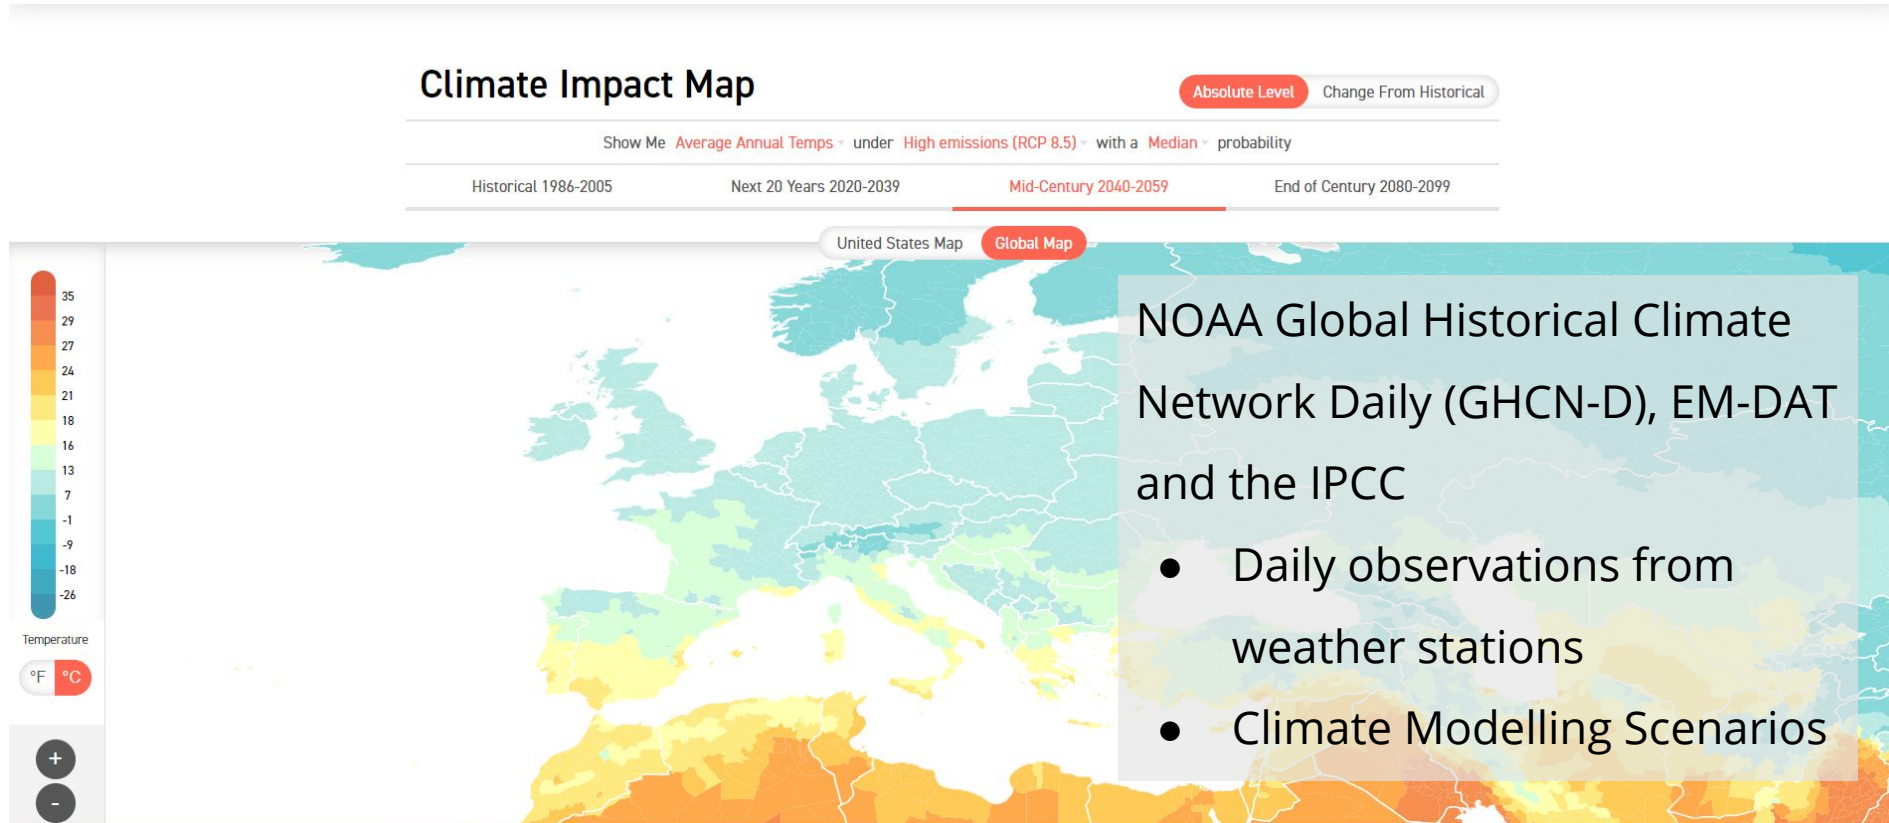 Climate Impact Map
Absolute Level Change From Historical
Show Me Average Annual Temps under High emissions (RCP 8.5) with a Median probability
Historical 1986-2005 Next 20 Years 2020-2039 Mid-Century 2040-2059 End of Century 2080-2099
United States Map Global Map
35
29
27
24
21
18
16
13
7
-1
-9
-18
-26
Temperature
°F °C
+
-
NOAA Global Historical Climate
Network Daily (GHCN-D), EM-DAT
and the IPCC
● Daily observations from
weather stations
● Climate Modelling Scenarios